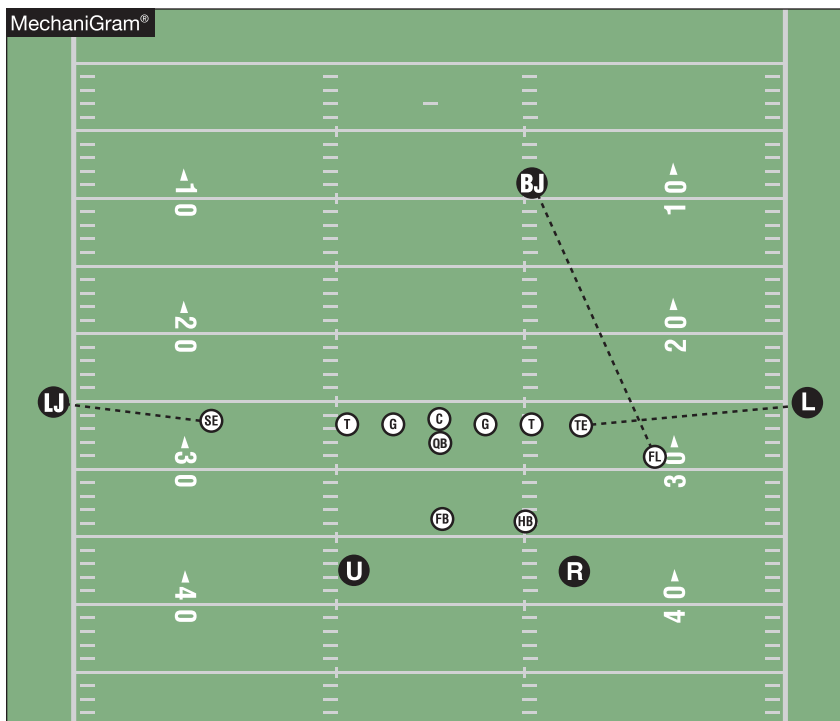 MechaniGram®
BJ
10 10
20 20
LJ L
SE T G C G T TE
QB
30 FL 30
FB HB
U R
40 40